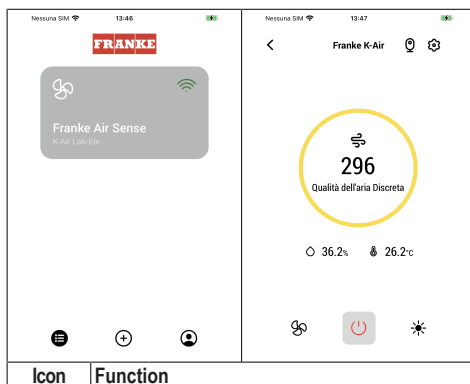 Nessuna SIM 13:46
FRANKE
Franke Air Sense
K-Air Lab-Efe
Nessuna SIM 13:47
Franke K-Air
296
Qualità dell'aria Discreta
36.2% 26.2°C
Icon Function